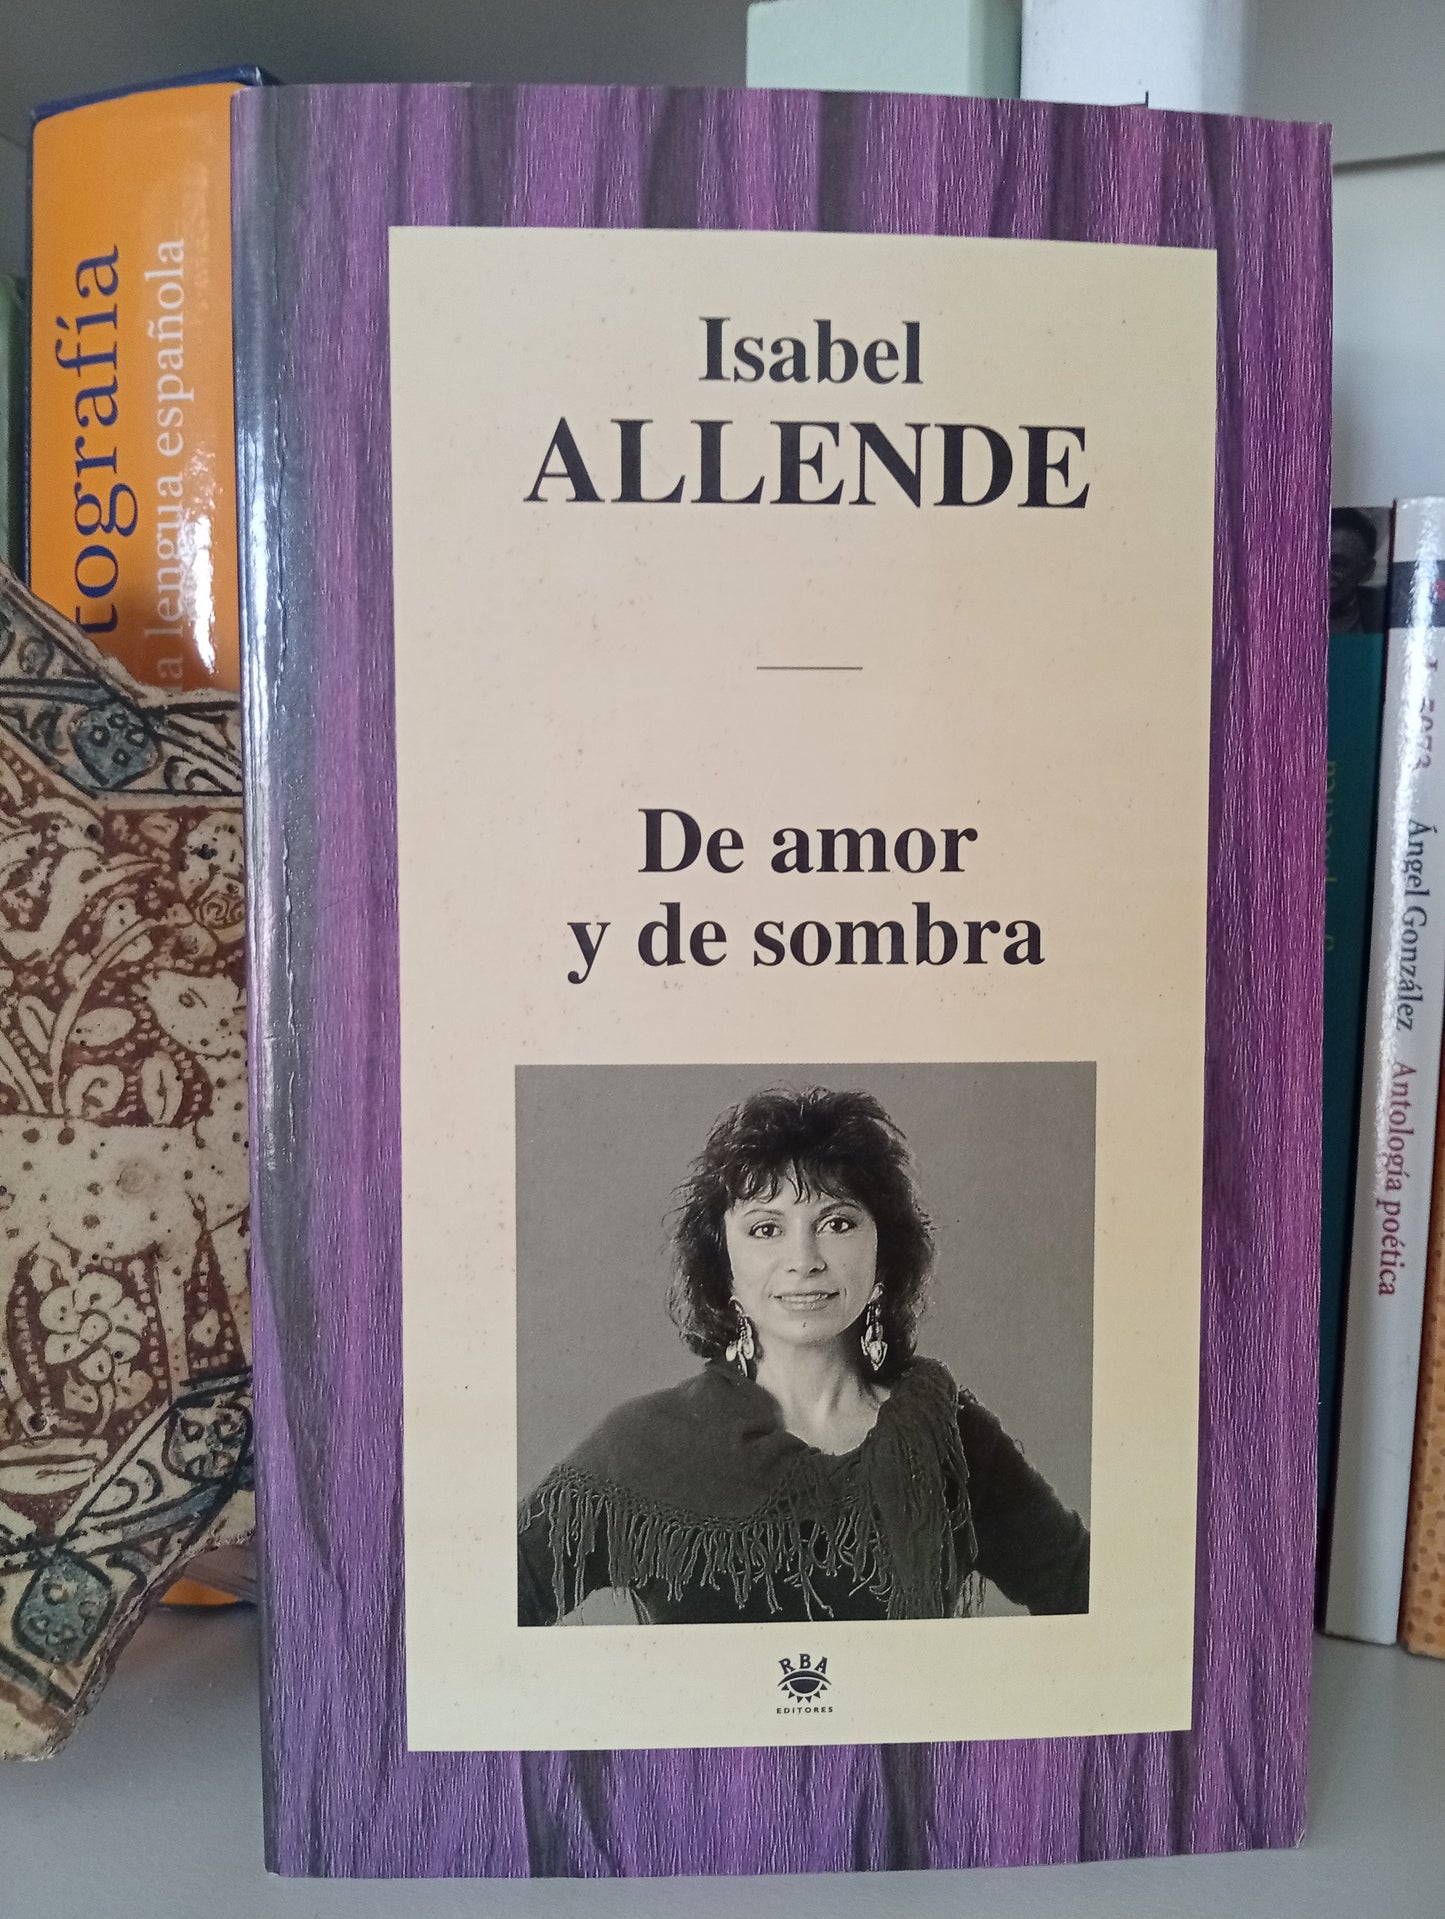 Isabel
ALLENDE
De amor
y de sombra
RBA
EDITORES
tografía
a lengua española
Ángel González Antología poética